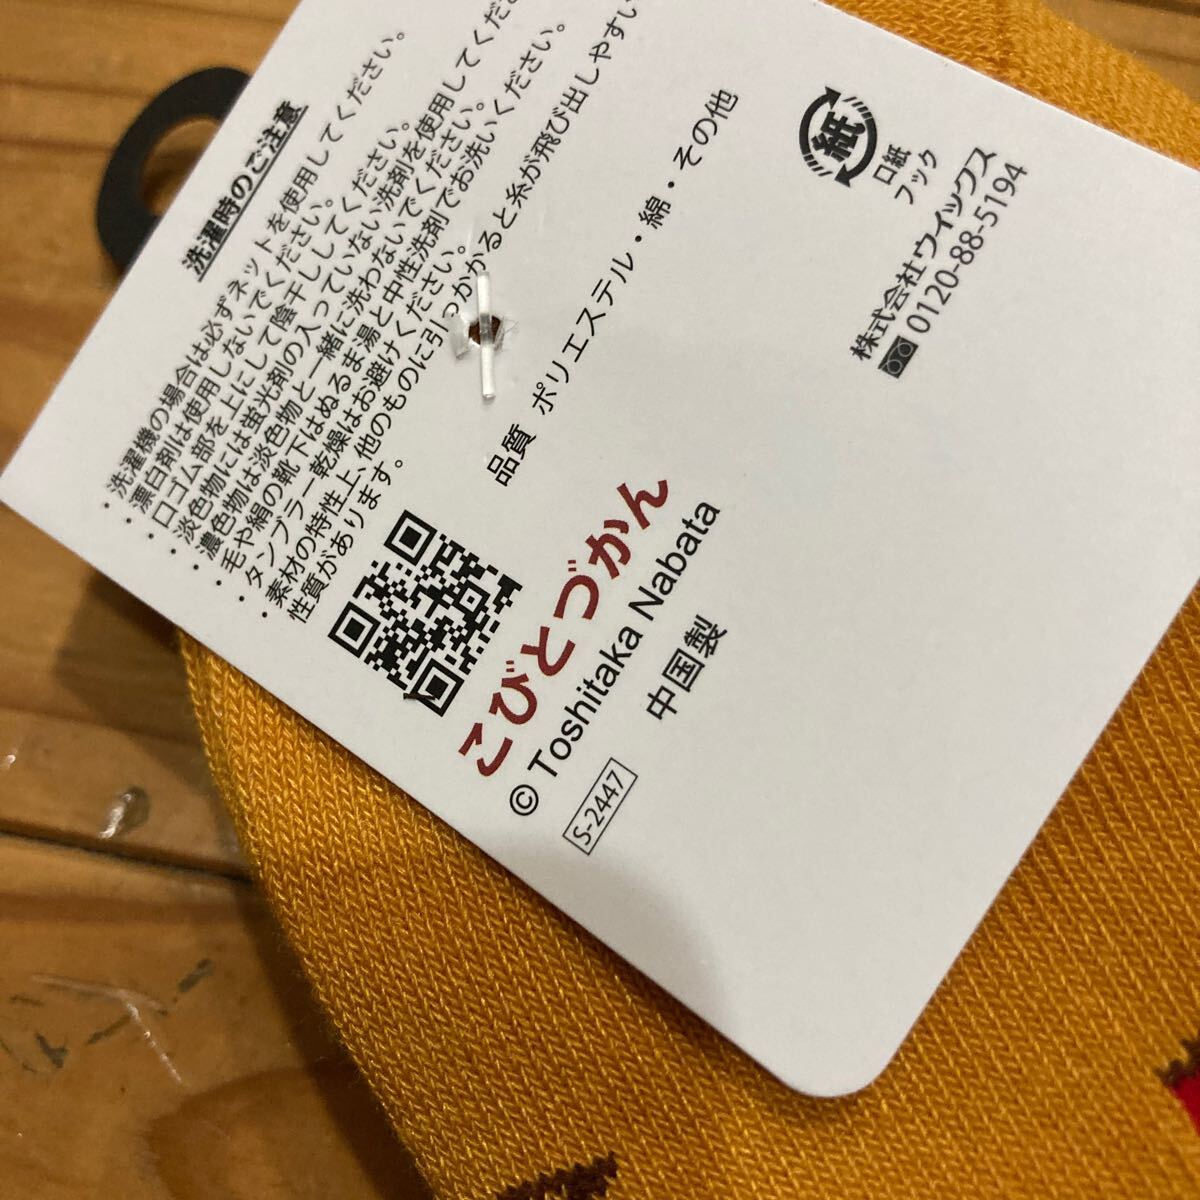 洗濯時のご注意
・洗濯機の場合は必ずネットを使用してください。
・漂白剤は使用しないでください。
・口ゴム部を上にして陰干ししてください。
・淡色物には蛍光剤の入っていない洗剤を使用してくださ
・濃色物は淡色物と一緒に洗わないでください。
・毛や絹の靴下はぬるま湯と中性洗剤でお洗いください。
・タンブラー乾燥はお避けください。
・素材の特性上、他のものに引っかかると糸が飛び出しやすい
性質があります。
品質 ポリエステル・綿・その他
こびとづかん
© Toshitaka Nabata
中国製
S-2447
紙
口紙
フック
株式会社ウイックス
0120-88-5194